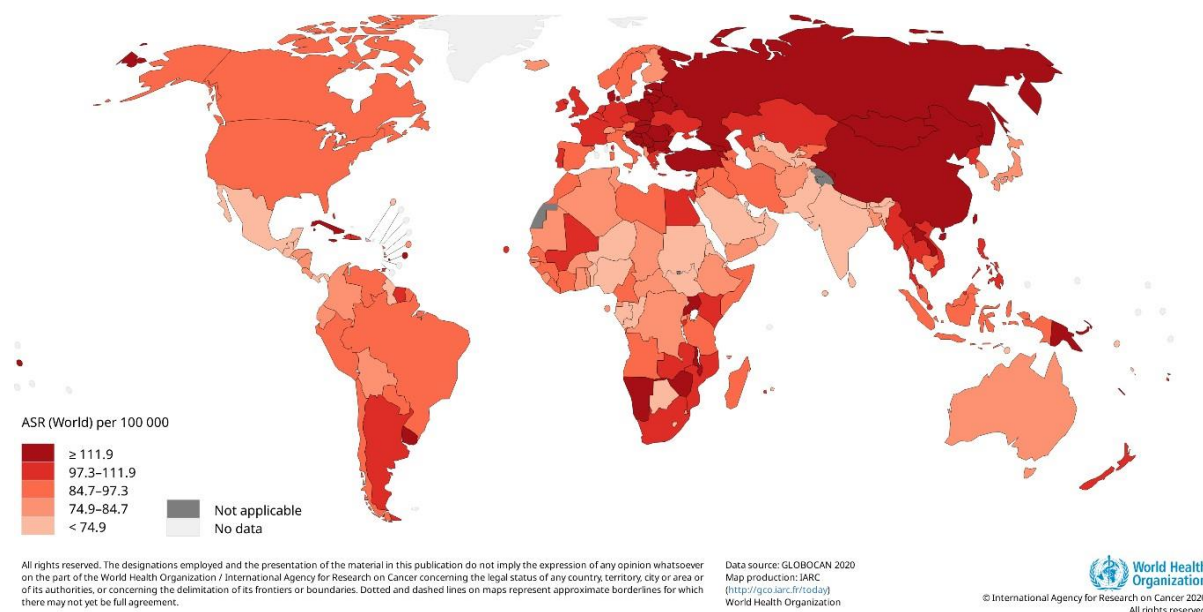 ASR (World) per 100 000
≥ 111.9
97.3–111.9
84.7–97.3
74.9–84.7
< 74.9
Not applicable
No data
All rights reserved. The designations employed and the presentation of the material in this publication do not imply the expression of any opinion whatsoever
on the part of the World Health Organization / International Agency for Research on Cancer concerning the legal status of any country, territory, city or area or
of its authorities, or concerning the delimitation of its frontiers or boundaries. Dotted and dashed lines on maps represent approximate borderlines for which
there may not yet be full agreement.
Data source: GLOBOCAN 2020
Map production: IARC
(http://gco.iarc.fr/today)
World Health Organization
World Health
Organization
© International Agency for Research on Cancer 2020
All rights reserved